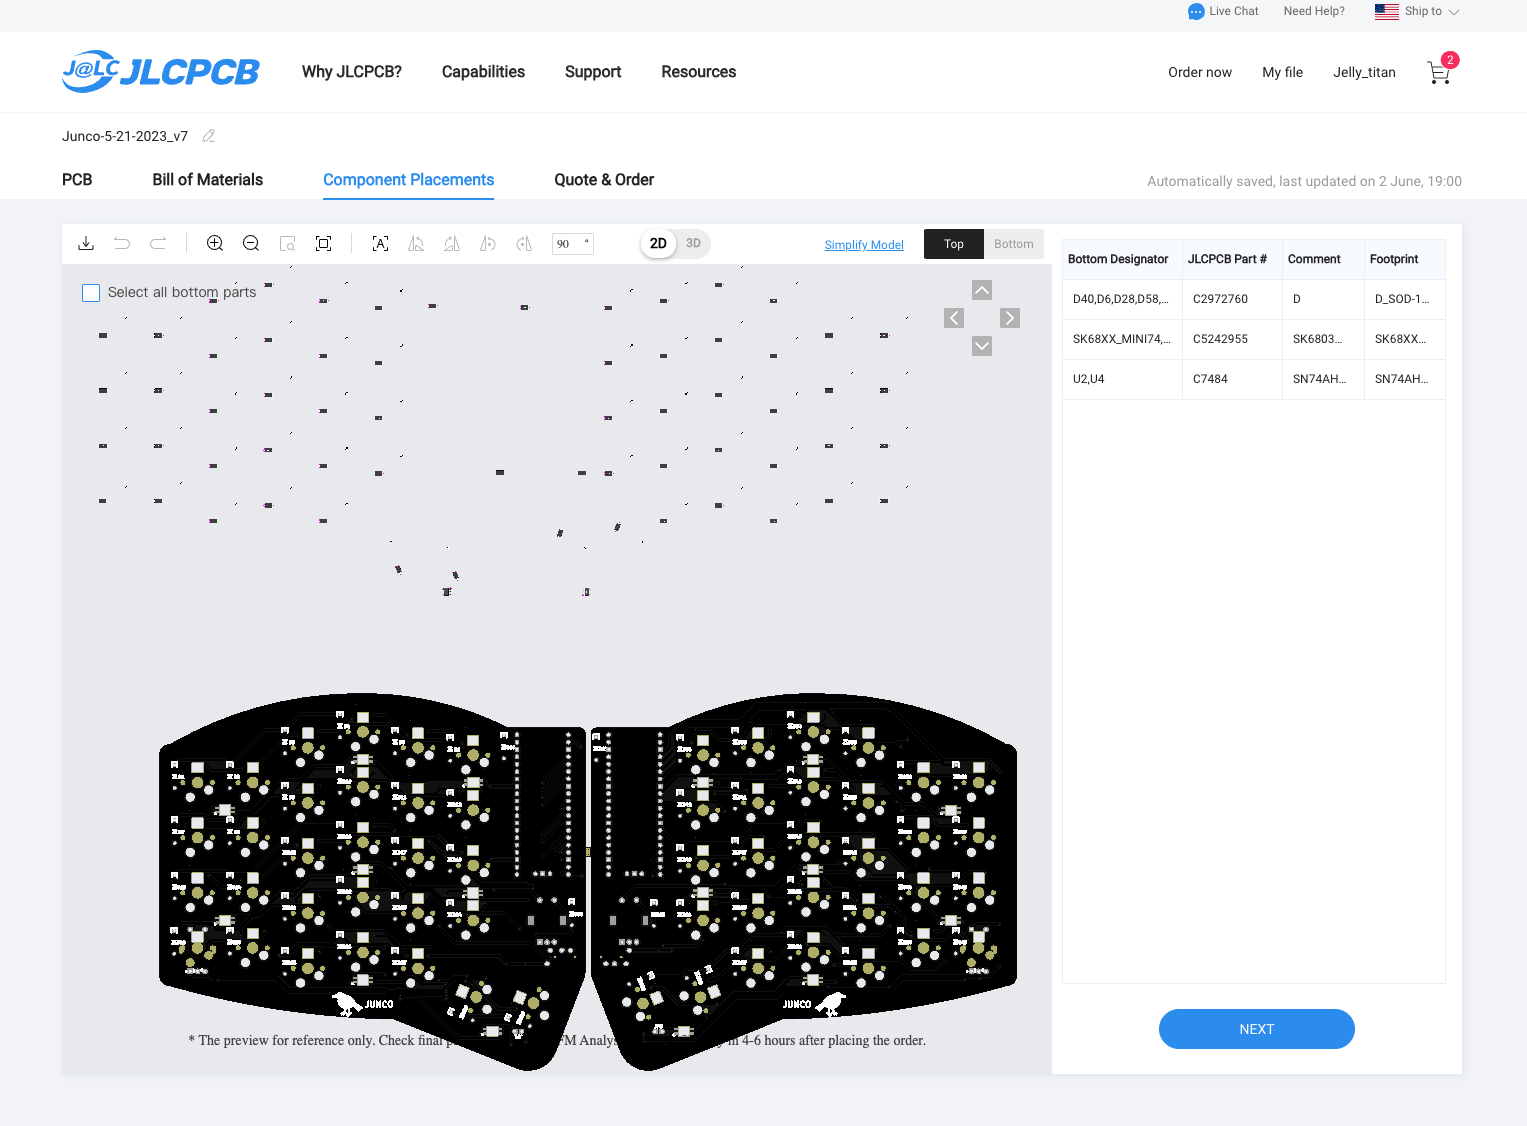 Live Chat
Need Help?
Ship to
J@LC JLCPCB
Why JLCPCB?
Capabilities
Support
Resources
Order now
My file
Jelly_titan
2
Junco-5-21-2023_v7
PCB
Bill of Materials
Component Placements
Quote & Order
Automatically saved, last updated on 2 June, 19:00
90 °
2D
3D
Simplify Model
Top
Bottom
Select all bottom parts
Bottom Designator
JLCPCB Part #
Comment
Footprint
D40,D6,D28,D58,...
C2972760
D
D_SOD-1...
SK68XX_MINI74,...
C5242955
SK6803...
SK68XX...
U2,U4
C7484
SN74AH...
SN74AH...
JUNCO
JUNCO
* The preview for reference only. Check final p
FM Analys
in 4-6 hours after placing the order.
NEXT